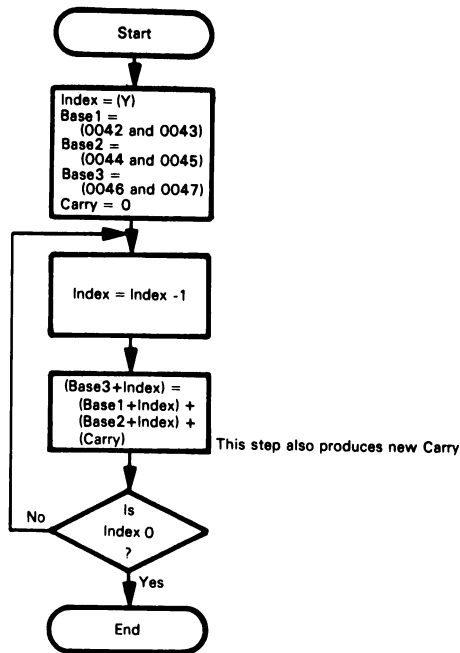 Start
Index = (Y)
Base1 =
(0042 and 0043)
Base2 =
(0044 and 0045)
Base3 =
(0046 and 0047)
Carry = 0
Index = Index -1
(Base3+Index) =
(Base1+Index) +
(Base2+Index) +
(Carry)
This step also produces new Carry
Is
Index 0
?
No
Yes
End